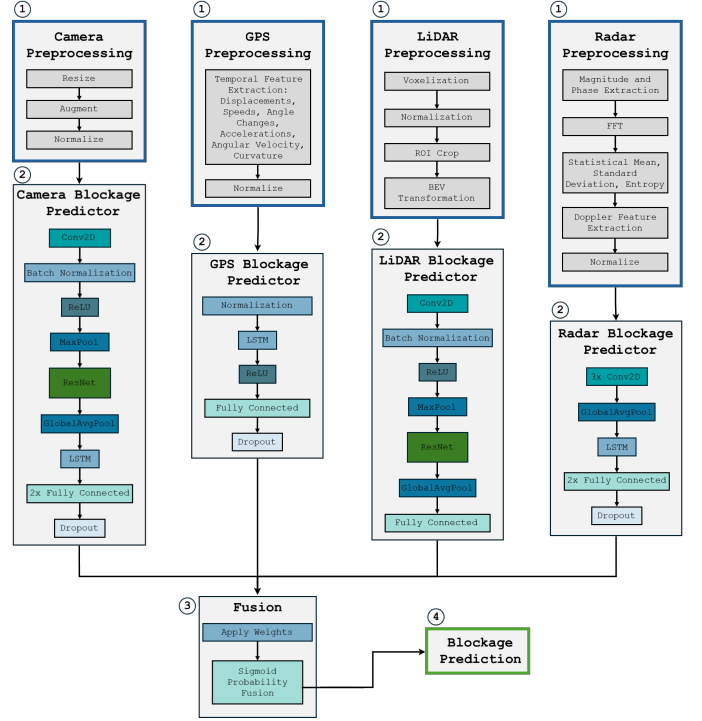 1
Camera
Preprocessing
Resize
Augment
Normalize
2
Camera Blockage
Predictor
Conv2D
Batch Normalization
ReLU
MaxPool
ResNet
GlobalAvgPool
LSTM
2x Fully Connected
Dropout
1
GPS
Preprocessing
Temporal Feature
Extraction:
Displacements,
Speeds, Angle
Changes,
Accelerations,
Angular Velocity,
Curvature
Normalize
2
GPS Blockage
Predictor
Normalization
LSTM
ReLU
Fully Connected
Dropout
1
LiDAR
Preprocessing
Voxelization
Normalization
ROI Crop
BEV
Transformation
2
LiDAR Blockage
Predictor
Conv2D
Batch Normalization
ReLU
MaxPool
ResNet
GlobalAvgPool
Fully Connected
1
Radar
Preprocessing
Magnitude and
Phase Extraction
FFT
Statistical Mean,
Standard
Deviation, Entropy
Doppler Feature
Extraction
Normalize
2
Radar Blockage
Predictor
3x Conv2D
GlobalAvgPool
LSTM
2x Fully Connected
Dropout
3
Fusion
Apply Weights
Sigmoid
Probability
Fusion
4
Blockage
Prediction